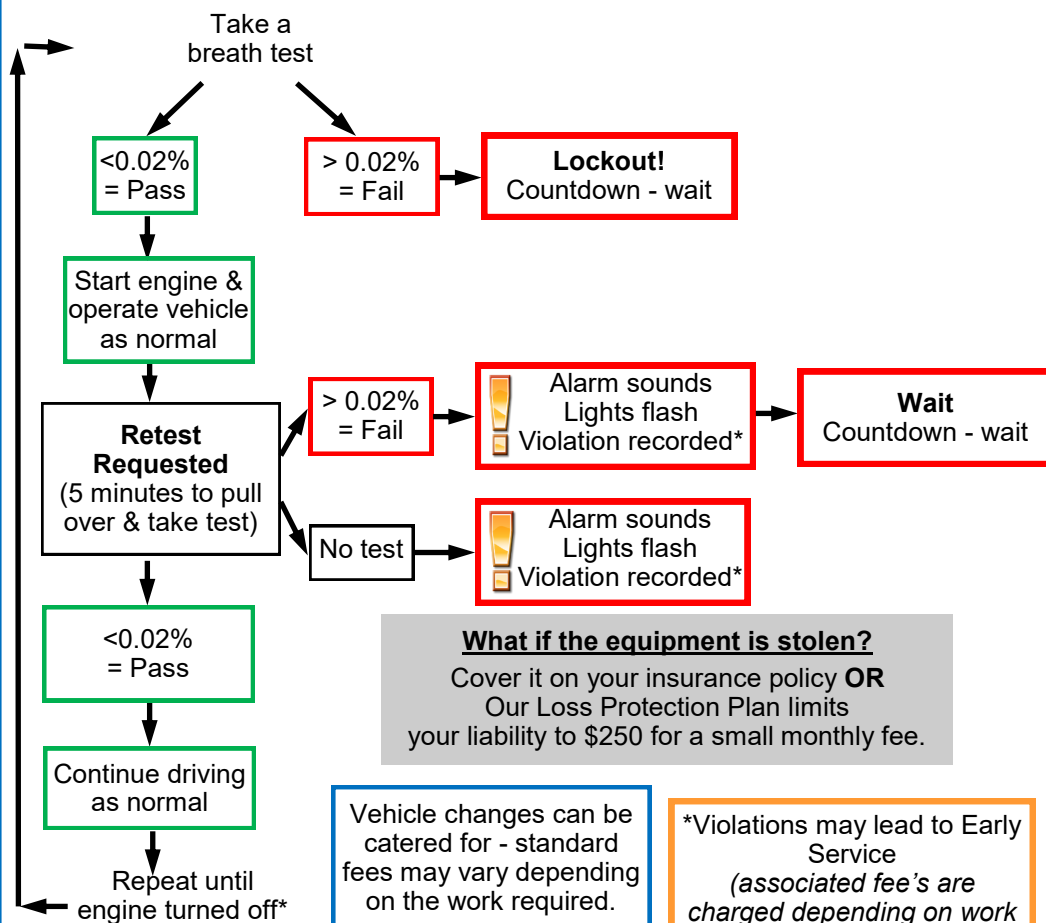 Take a
breath test
<0.02%
= Pass
> 0.02%
= Fail
Lockout!
Countdown - wait
Start engine &
operate vehicle
as normal
Retest
Requested
(5 minutes to pull
over & take test)
> 0.02%
= Fail
Alarm sounds
Lights flash
Violation recorded*
Wait
Countdown - wait
No test
Alarm sounds
Lights flash
Violation recorded*
<0.02%
= Pass
What if the equipment is stolen?
Cover it on your insurance policy OR
Our Loss Protection Plan limits
your liability to $250 for a small monthly fee.
Continue driving
as normal
Repeat until
engine turned off*
Vehicle changes can be
catered for - standard
fees may vary depending
on the work required.
*Violations may lead to Early
Service
(associated fee's are
charged depending on work